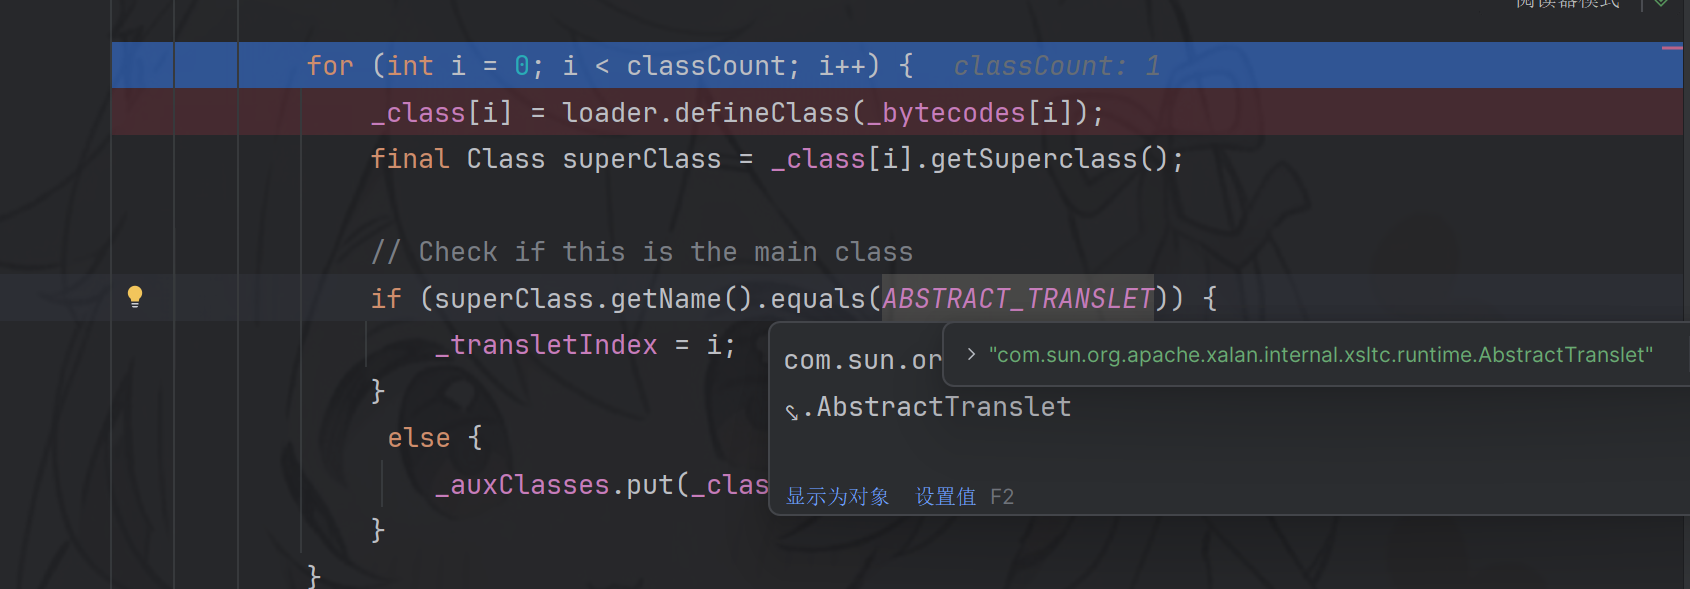 阅读器模式
for (int i = 0; i < classCount; i++) {  classCount: 1
_class[i] = loader.defineClass(_bytecodes[i]);
final Class superClass = _class[i].getSuperclass();
// Check if this is the main class
if (superClass.getName().equals(ABSTRACT_TRANSLET)) {
_transletIndex = i;
com.sun.or
"com.sun.org.apache.xalan.internal.xsltc.runtime.AbstractTranslet"
}
.AbstractTranslet
else {
_auxClasses.put(_clas
显示为对象 设置值 F2
}
}